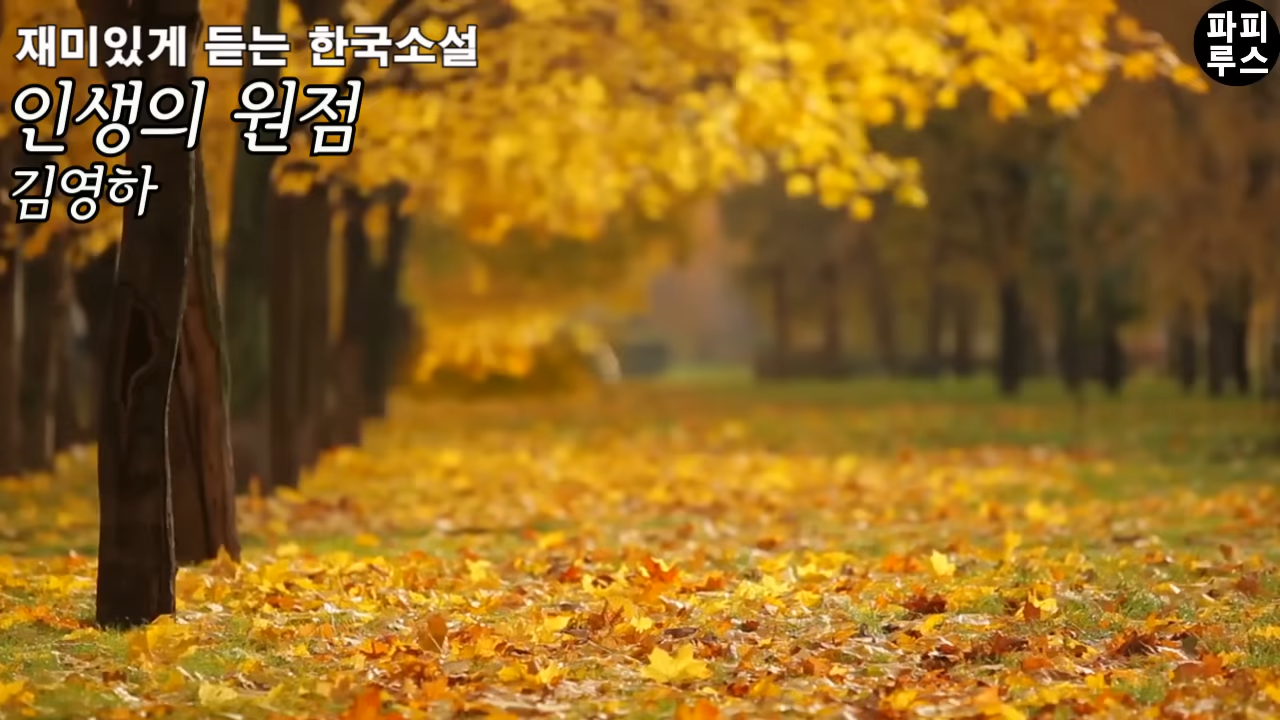 재미있게 듣는 한국소설
인생의 원점
김영하
파피
루스